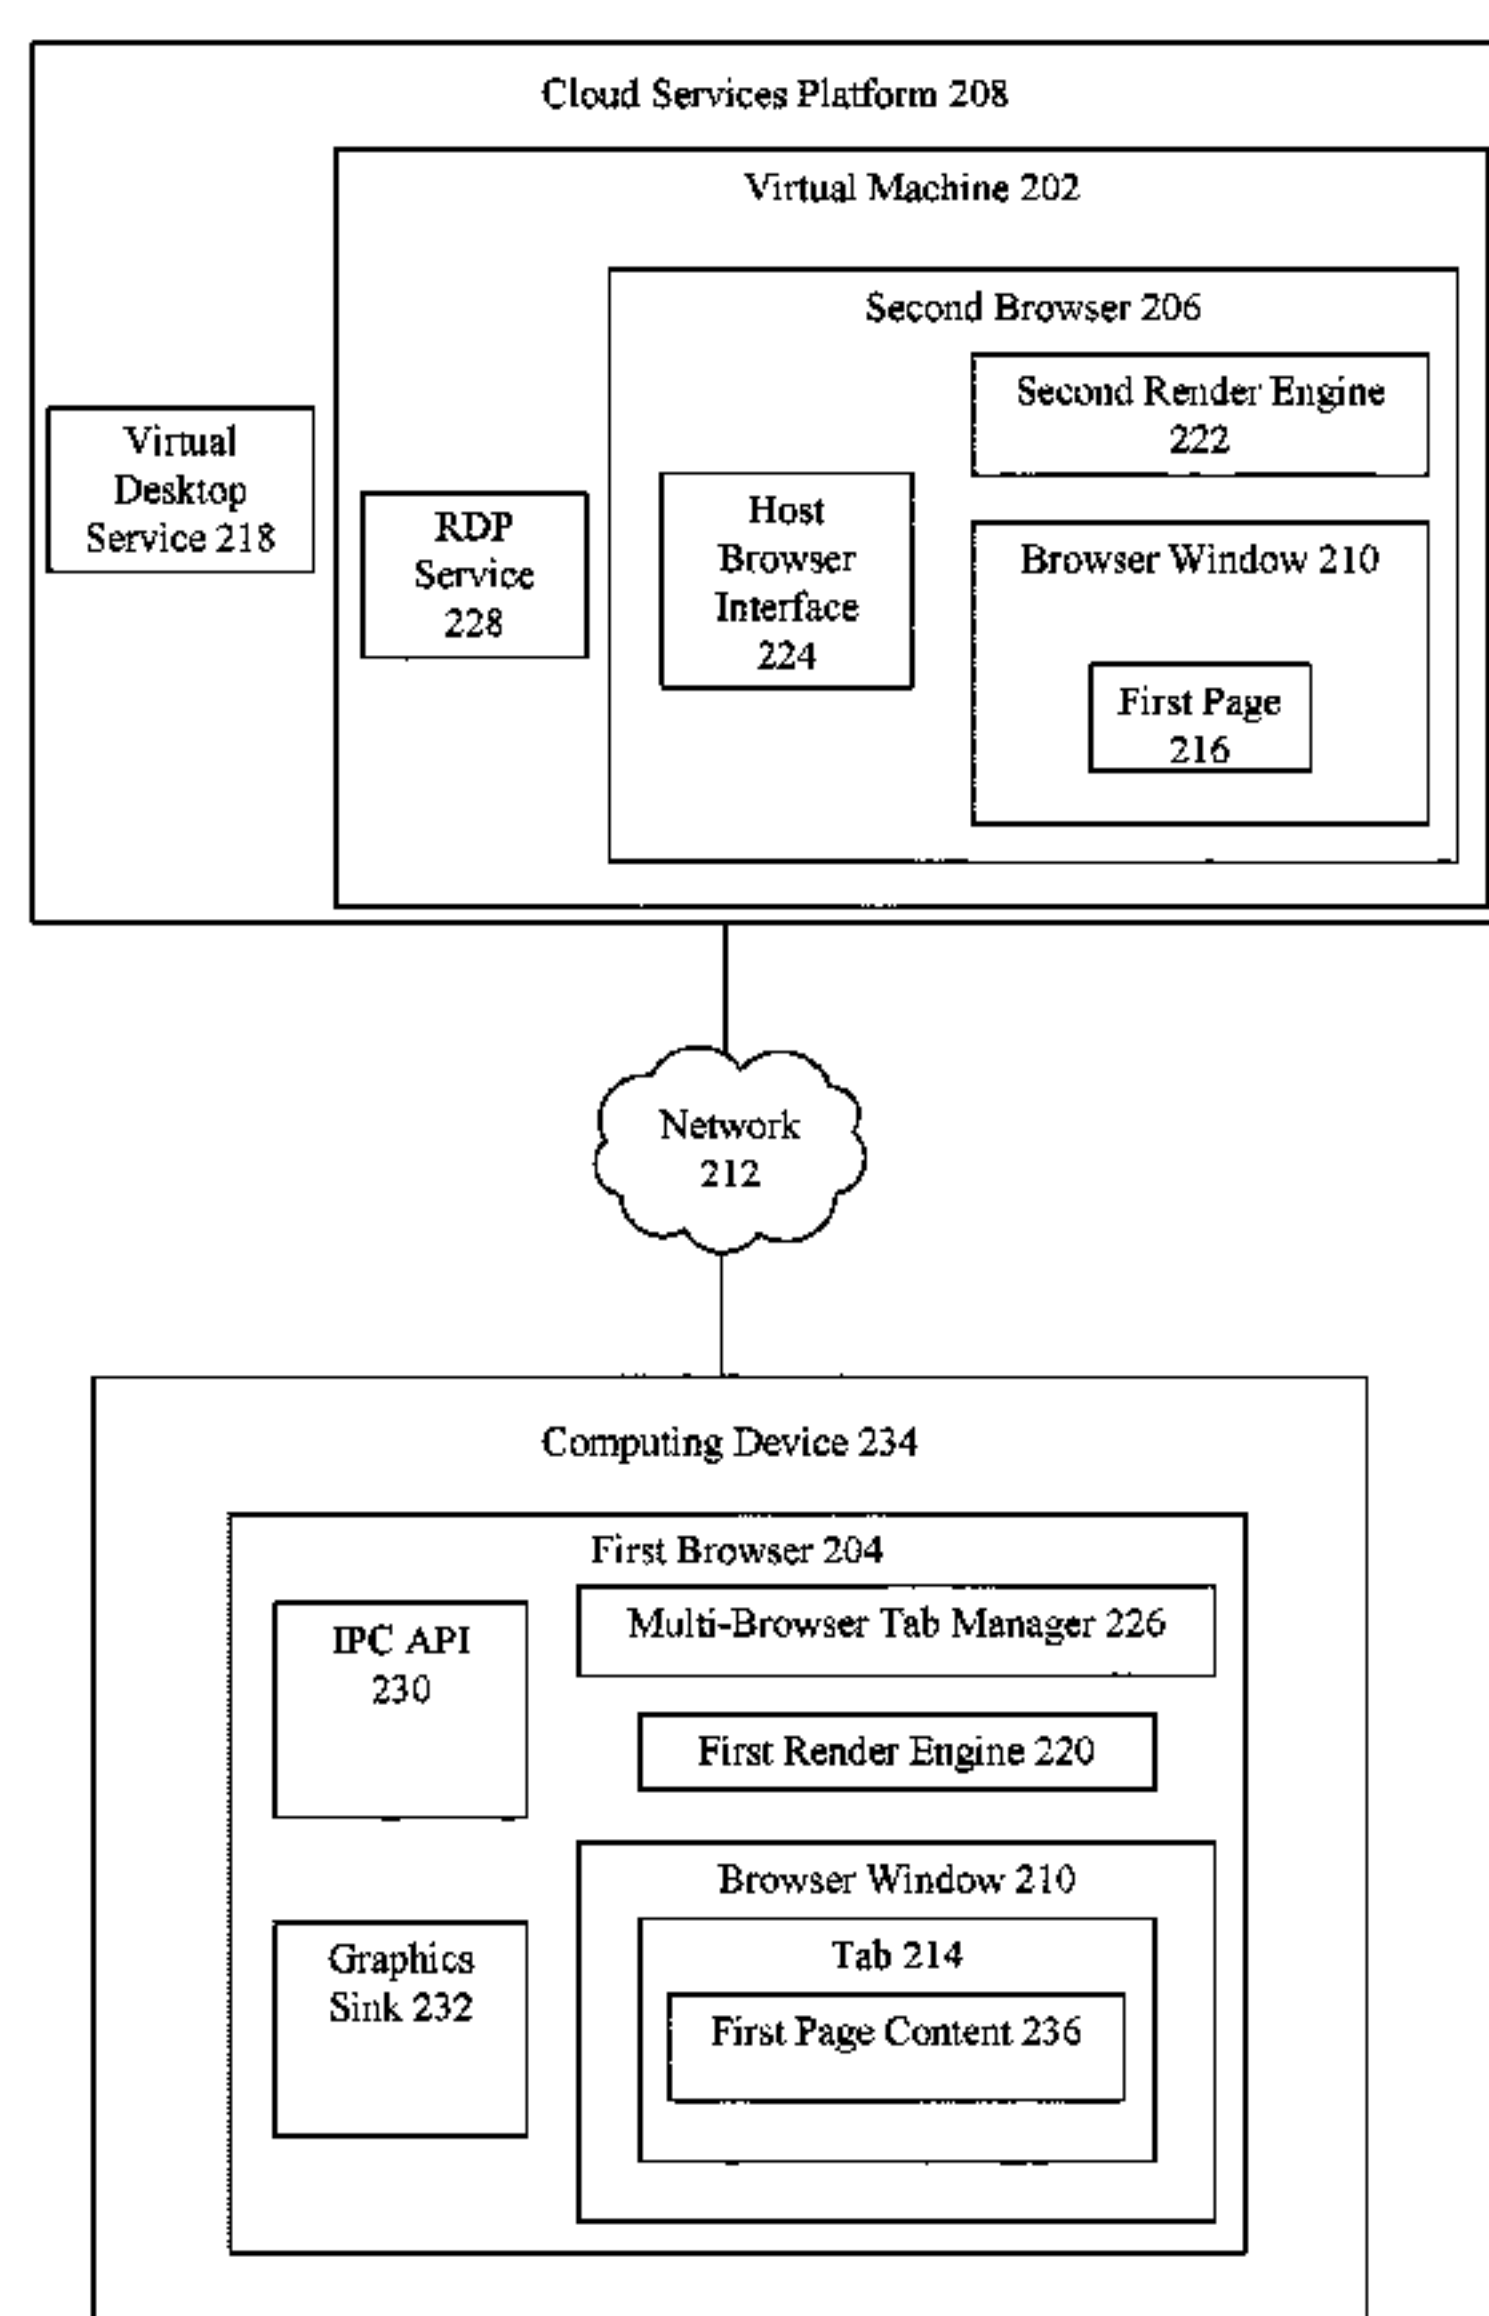 Cloud Services Platform 208
Virtual Machine 202
Second Browser 206
Second Render Engine
222
Virtual
Desktop
Service 218
RDP
Service
228
Host
Browser
Interface
224
Browser Window 210
First Page
216
Network
212
Computing Device 234
First Browser 204
IPC API
230
Multi-Browser Tab Manager 226
First Render Engine 220
Browser Window 210
Graphics
Sink 232
Tab 214
First Page Content 236